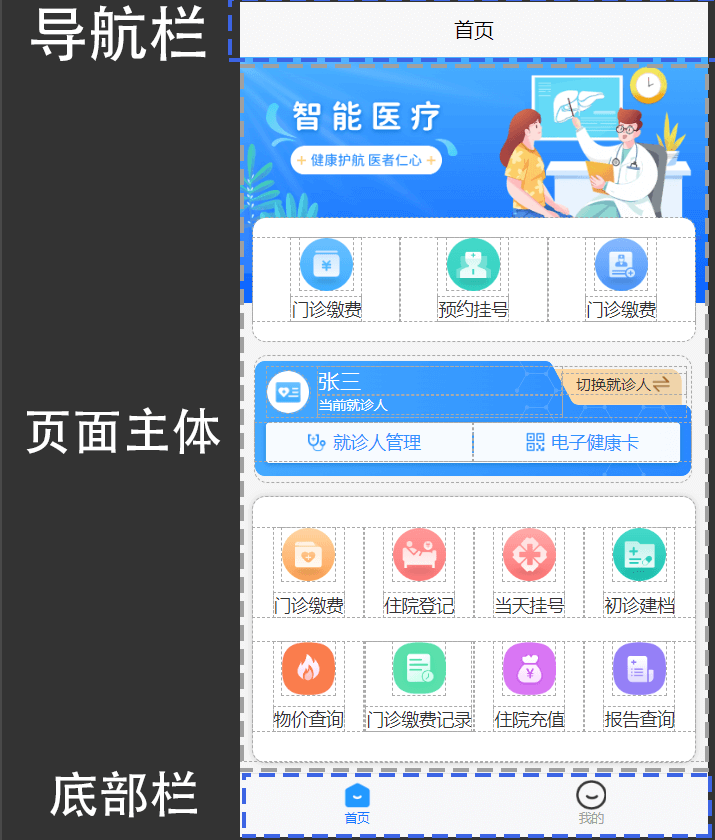 导航栏
首页
智能医疗
+ 健康护航 医者仁心 +
门诊缴费
预约挂号
门诊缴费
页面主体
张三
当前就诊人
切换就诊人
就诊人管理
电子健康卡
门诊缴费
住院登记
当天挂号
初诊建档
物价查询
门诊缴费记录
住院充值
报告查询
底部栏
首页
我的